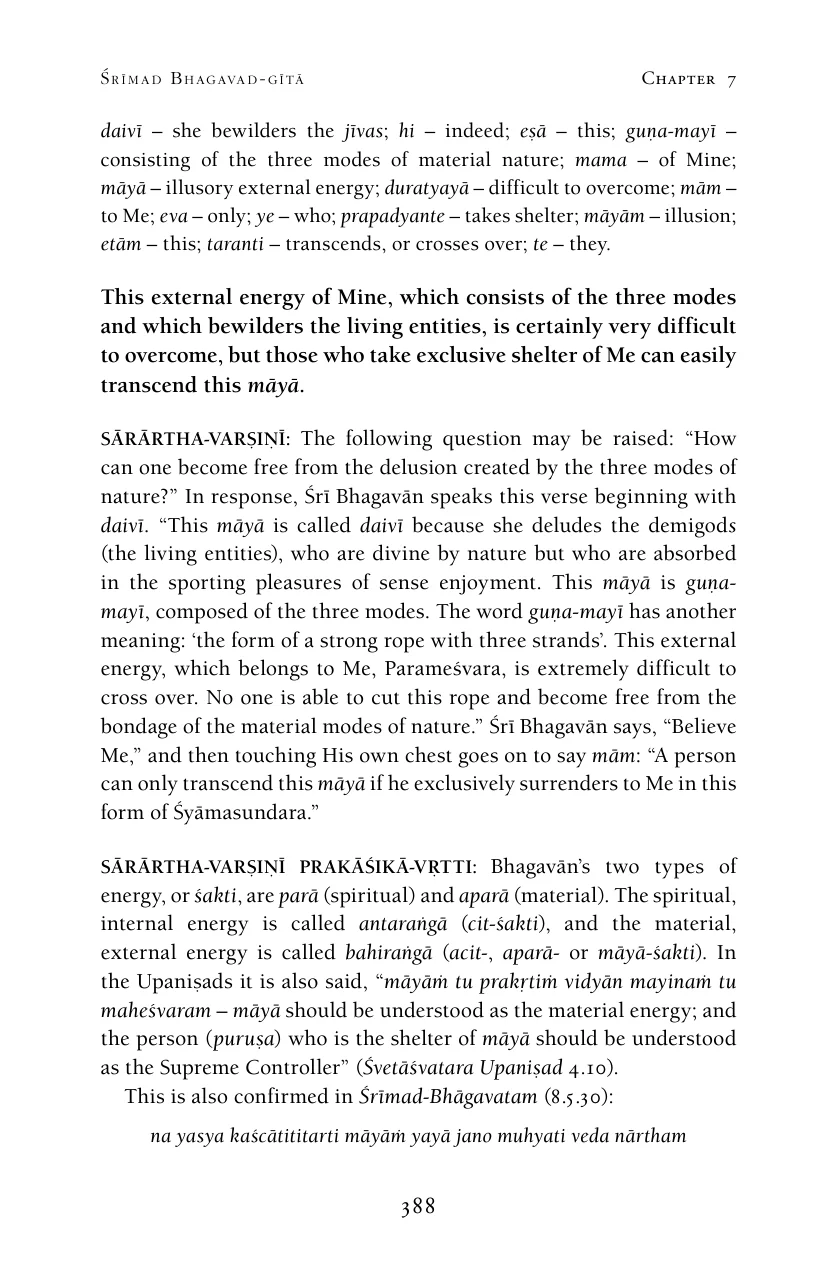 Śrīmad Bhagavad-gītā Chapter 7
daivī – she bewilders the jīvas; hi – indeed; eṣā – this; guṇa-mayī –
consisting of the three modes of material nature; mama – of Mine;
māyā – illusory external energy; duratyayā – difficult to overcome; mām –
to Me; eva – only; ye – who; prapadyante – takes shelter; māyām – illusion;
etām – this; taranti – transcends, or crosses over; te – they.
This external energy of Mine, which consists of the three modes
and which bewilders the living entities, is certainly very difficult
to overcome, but those who take exclusive shelter of Me can easily
transcend this māyā.
SĀRĀRTHA-VARṢIṆĪ: The following question may be raised: “How
can one become free from the delusion created by the three modes of
nature?” In response, Śrī Bhagavān speaks this verse beginning with
daivī. “This māyā is called daivī because she deludes the demigods
(the living entities), who are divine by nature but who are absorbed
in the sporting pleasures of sense enjoyment. This māyā is guṇa-
mayī, composed of the three modes. The word guṇa-mayī has another
meaning: ‘the form of a strong rope with three strands’. This external
energy, which belongs to Me, Parameśvara, is extremely difficult to
cross over. No one is able to cut this rope and become free from the
bondage of the material modes of nature.” Śrī Bhagavān says, “Believe
Me,” and then touching His own chest goes on to say mām: “A person
can only transcend this māyā if he exclusively surrenders to Me in this
form of Śyāmasundara.”
SĀRĀRTHA-VARṢIṆĪ PRAKĀŚIKĀ-VṚTTI: Bhagavān’s two types of
energy, or śakti, are parā (spiritual) and aparā (material). The spiritual,
internal energy is called antaraṅgā (cit-śakti), and the material,
external energy is called bahiraṅgā (acit-, aparā- or māyā-śakti). In
the Upaniṣads it is also said, “māyāṁ tu prakṛtiṁ vidyān mayinaṁ tu
maheśvaram – māyā should be understood as the material energy; and
the person (puruṣa) who is the shelter of māyā should be understood
as the Supreme Controller” (Śvetāśvatara Upaniṣad 4.10).
This is also confirmed in Śrīmad-Bhāgavatam (8.5.30):
na yasya kaścātititarti māyāṁ yayā jano muhyati veda nārtham
388